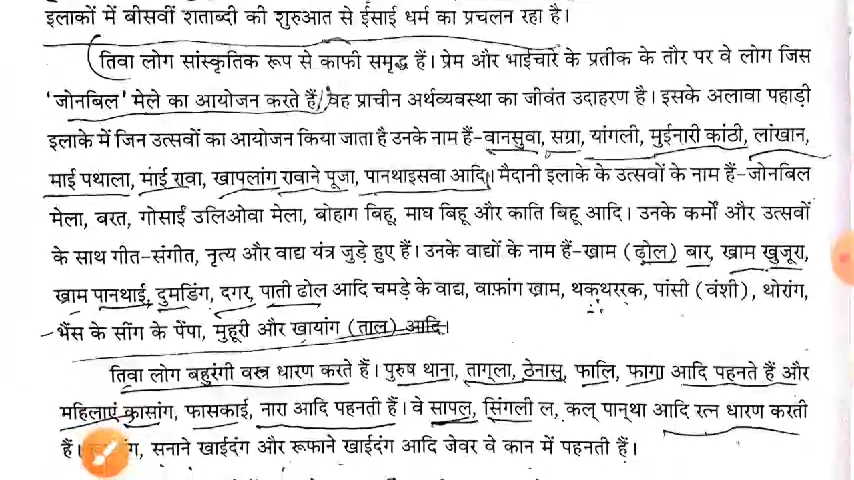 इलाकों में बीसवीं शताब्दी की शुरुआत से ईसाई धर्म का प्रचलन रहा है।
तिवा लोग सांस्कृतिक रूप से काफी समृद्ध हैं। प्रेम और भाईचारे के प्रतीक के तौर पर वे लोग जिस
'जोनबिल' मेले का आयोजन करते हैं, वह प्राचीन अर्थव्यवस्था का जीवंत उदाहरण है। इसके अलावा पहाड़ी
इलाके में जिन उत्सवों का आयोजन किया जाता है उनके नाम हैं-वानसुवा, सग्रा, यांगली, मुईनारी कांठी, लांखान,
माई पथाला, मांई रावा, खापलांग रावाने पूजा, पानथाइसवा आदि। मैदानी इलाके के उत्सवों के नाम हैं-जोनबिल
मेला, बरत, गोसाईं उलिओवा मेला, बोहाग बिहू, माघ बिहू और काति बिहू आदि। उनके कर्मों और उत्सवों
के साथ गीत-संगीत, नृत्य और वाद्य यंत्र जुड़े हुए हैं। उनके वाद्यों के नाम हैं-ख्राम (ढ़ोल) बार, ख्राम खुजूरा,
ख्राम पानथाई, दुमडिंग, दगर, पाती ढोल आदि चमड़े के वाद्य, वाफ़ांग ख्राम, थक्थररक, पांसी (वंशी), थोरांग,
भैंस के सींग के पेंपा, मुहूरी और खायांग (ताल) आदि।
तिवा लोग बहुरंगी वस्त्र धारण करते हैं। पुरुष थाना, ताग्ला, ठेनासु, फालि, फागा आदि पहनते हैं और
महिलाएं कासांग, फासकाई, नारा आदि पहनती हैं। वे सापल, सिंगली ल, कल् पान्था आदि रत्न धारण करती
हैं। सनाने खाईदंग और रूफाने खाईदंग आदि जेवर वे कान में पहनती हैं।